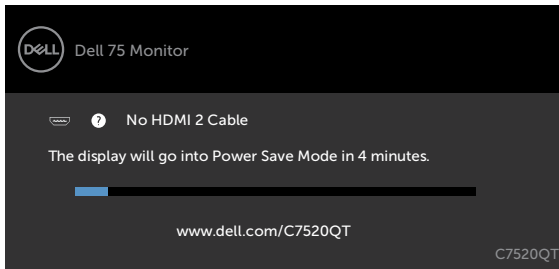 DELL
Dell 75 Monitor
? No HDMI 2 Cable
The display will go into Power Save Mode in 4 minutes.
www.dell.com/C7520QT
C7520QT